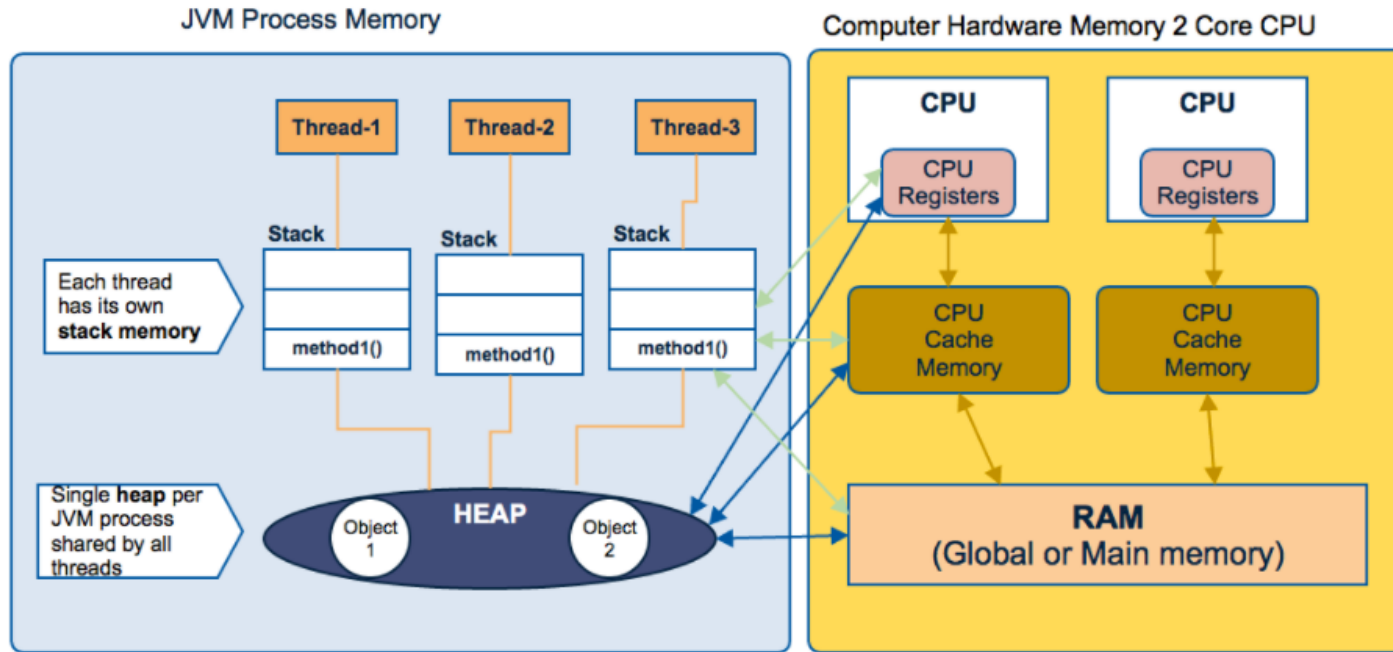 JVM Process Memory
Computer Hardware Memory 2 Core CPU
Thread-1
Thread-2
Thread-3
CPU
CPU
CPU
Registers
CPU
Registers
Stack
Stack
Stack
Each thread
has its own
stack memory
method1()
method1()
method1()
CPU
Cache
Memory
CPU
Cache
Memory
Single heap per
JVM process
shared by all
threads
HEAP
Object
1
Object
2
RAM
(Global or Main memory)